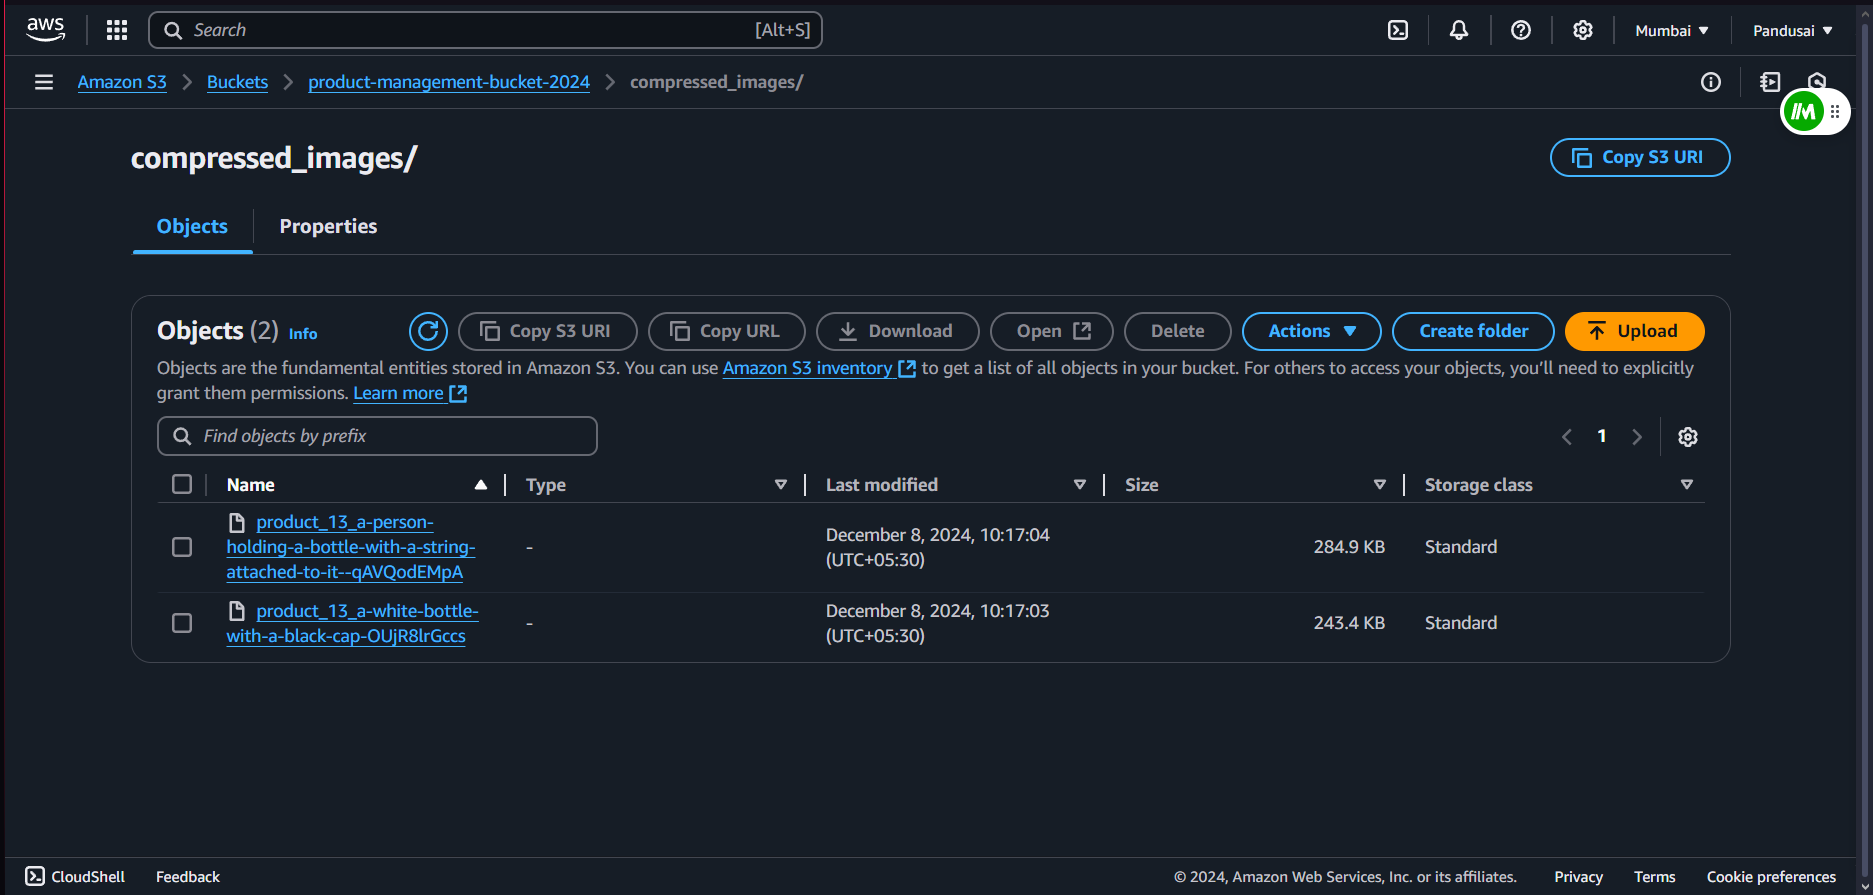 aws
Search [Alt+S] Mumbai Pandusai
Amazon S3 Buckets product-management-bucket-2024 compressed_images/
compressed_images/
Copy S3 URI
Objects Properties
Objects (2) Info Copy S3 URI Copy URL Download Open Delete Actions Create folder Upload
Objects are the fundamental entities stored in Amazon S3. You can use Amazon S3 inventory to get a list of all objects in your bucket. For others to access your objects, you'll need to explicitly
grant them permissions. Learn more
Find objects by prefix
1
Name Type Last modified Size Storage class
product_13_a-person-
holding-a-bottle-with-a-string-
attached-to-it--qAVQodEMpA
-
December 8, 2024, 10:17:04
(UTC+05:30)
284.9 KB
Standard
product_13_a-white-bottle-
with-a-black-cap-OUjR8lrGccs
-
December 8, 2024, 10:17:03
(UTC+05:30)
243.4 KB
Standard
CloudShell Feedback © 2024, Amazon Web Services, Inc. or its affiliates. Privacy Terms Cookie preferences